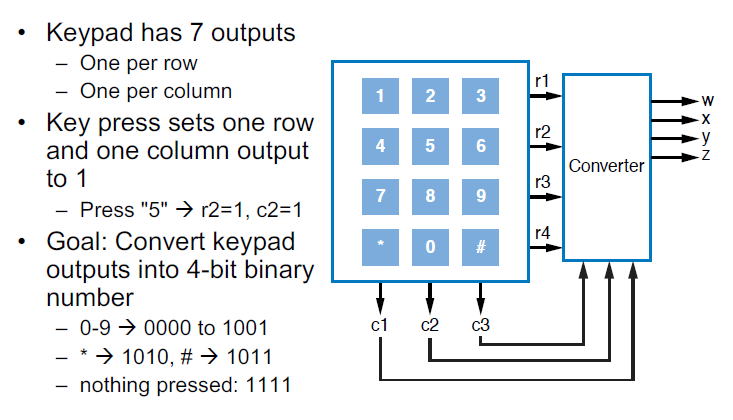 • Keypad has 7 outputs
– One per row
– One per column
• Key press sets one row
and one column output
to 1
– Press "5" → r2=1, c2=1
• Goal: Convert keypad
outputs into 4-bit binary
number
– 0-9 → 0000 to 1001
– * → 1010, # → 1011
– nothing pressed: 1111
1 2 3
4 5 6
7 8 9
* 0 #
r1
r2
r3
r4
c1 c2 c3
Converter
w
x
y
z